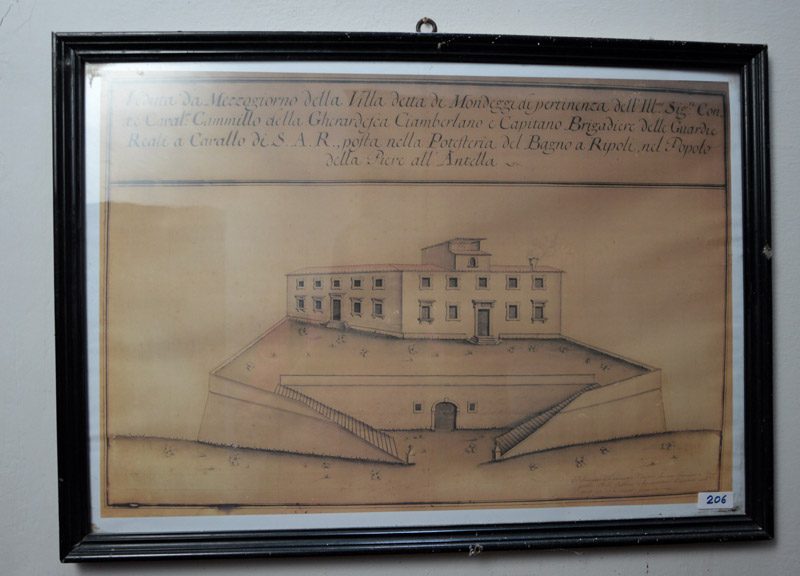 Veduta da Mezzogiorno della Villa detta di Mondeggi di pertinenza dell'Ill.mo Sig.re Con.
te Caval.re Cammillo della Gherardesca Ciamberlano e Capitano Brigadiere delle Guardie
Reali a Cavallo di S. A. R., posta nella Potesteria del Bagno a Ripoli, nel Popolo
della Pieve all'Antella
206